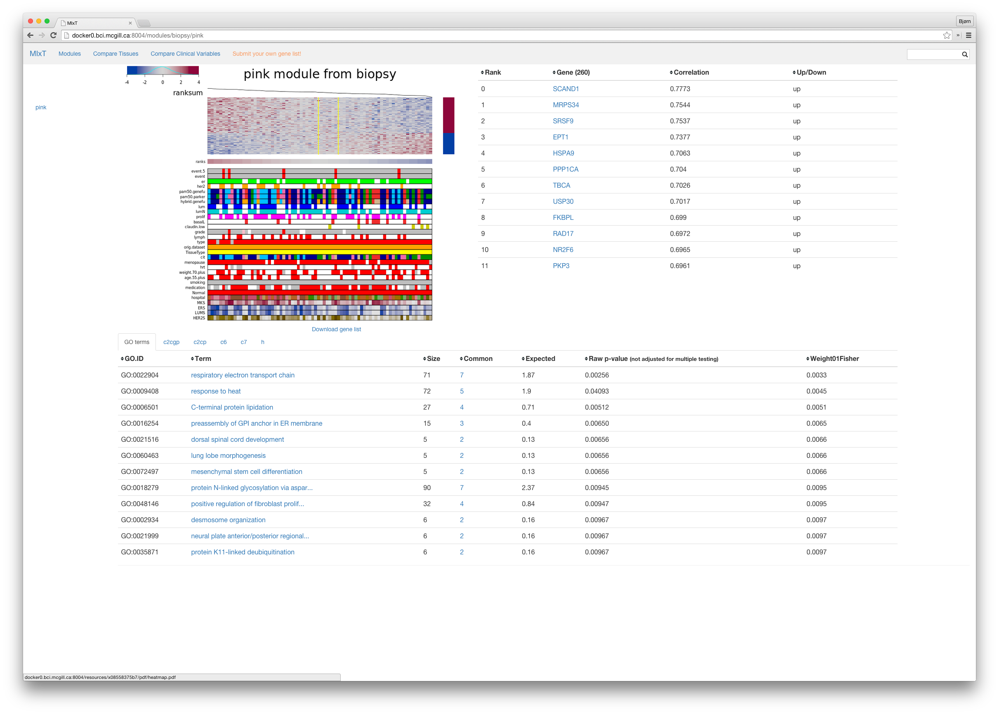 MIxT
Bjørn
docker0.bci.mcgill.ca:8004/modules/biopsy/pink
MIxT Modules Compare Tissues Compare Clinical Variables Submit your own gene list!
pink
-4 -2 0 2 4
pink module from biopsy
ranksum
ranks
event.5
event
er
her2
pam50.genefu
pam50.parker
hybrid.genefu
lum
lumN
prolif
basalL
claudin.low
grade
lymph
type
orig.dataset
TissueType
cit
menopause
hrt
weight.70.plus
age.55.plus
smoking
medication
Normal
hospital
MKS
ERS
LUMS
HER2S
Download gene list
Rank Gene (260) Correlation Up/Down
0 SCAND1 0.7773 up
1 MRPS34 0.7544 up
2 SRSF9 0.7537 up
3 EPT1 0.7377 up
4 HSPA9 0.7063 up
5 PPP1CA 0.704 up
6 TBCA 0.7026 up
7 USP30 0.7017 up
8 FKBPL 0.699 up
9 RAD17 0.6972 up
10 NR2F6 0.6965 up
11 PKP3 0.6961 up
GO terms c2cgp c2cp c6 c7 h
GO.ID Term Size Common Expected Raw p-value (not adjusted for multiple testing) Weight01Fisher
GO:0022904 respiratory electron transport chain 71 7 1.87 0.00256 0.0033
GO:0009408 response to heat 72 5 1.9 0.04093 0.0045
GO:0006501 C-terminal protein lipidation 27 4 0.71 0.00512 0.0051
GO:0016254 preassembly of GPI anchor in ER membrane 15 3 0.4 0.00650 0.0065
GO:0021516 dorsal spinal cord development 5 2 0.13 0.00656 0.0066
GO:0060463 lung lobe morphogenesis 5 2 0.13 0.00656 0.0066
GO:0072497 mesenchymal stem cell differentiation 5 2 0.13 0.00656 0.0066
GO:0018279 protein N-linked glycosylation via aspar... 90 7 2.37 0.00945 0.0095
GO:0048146 positive regulation of fibroblast prolif... 32 4 0.84 0.00947 0.0095
GO:0002934 desmosome organization 6 2 0.16 0.00967 0.0097
GO:0021999 neural plate anterior/posterior regional... 6 2 0.16 0.00967 0.0097
GO:0035871 protein K11-linked deubiquitination 6 2 0.16 0.00967 0.0097
docker0.bci.mcgill.ca:8004/resources/x08558375b7/pdf/heatmap.pdf